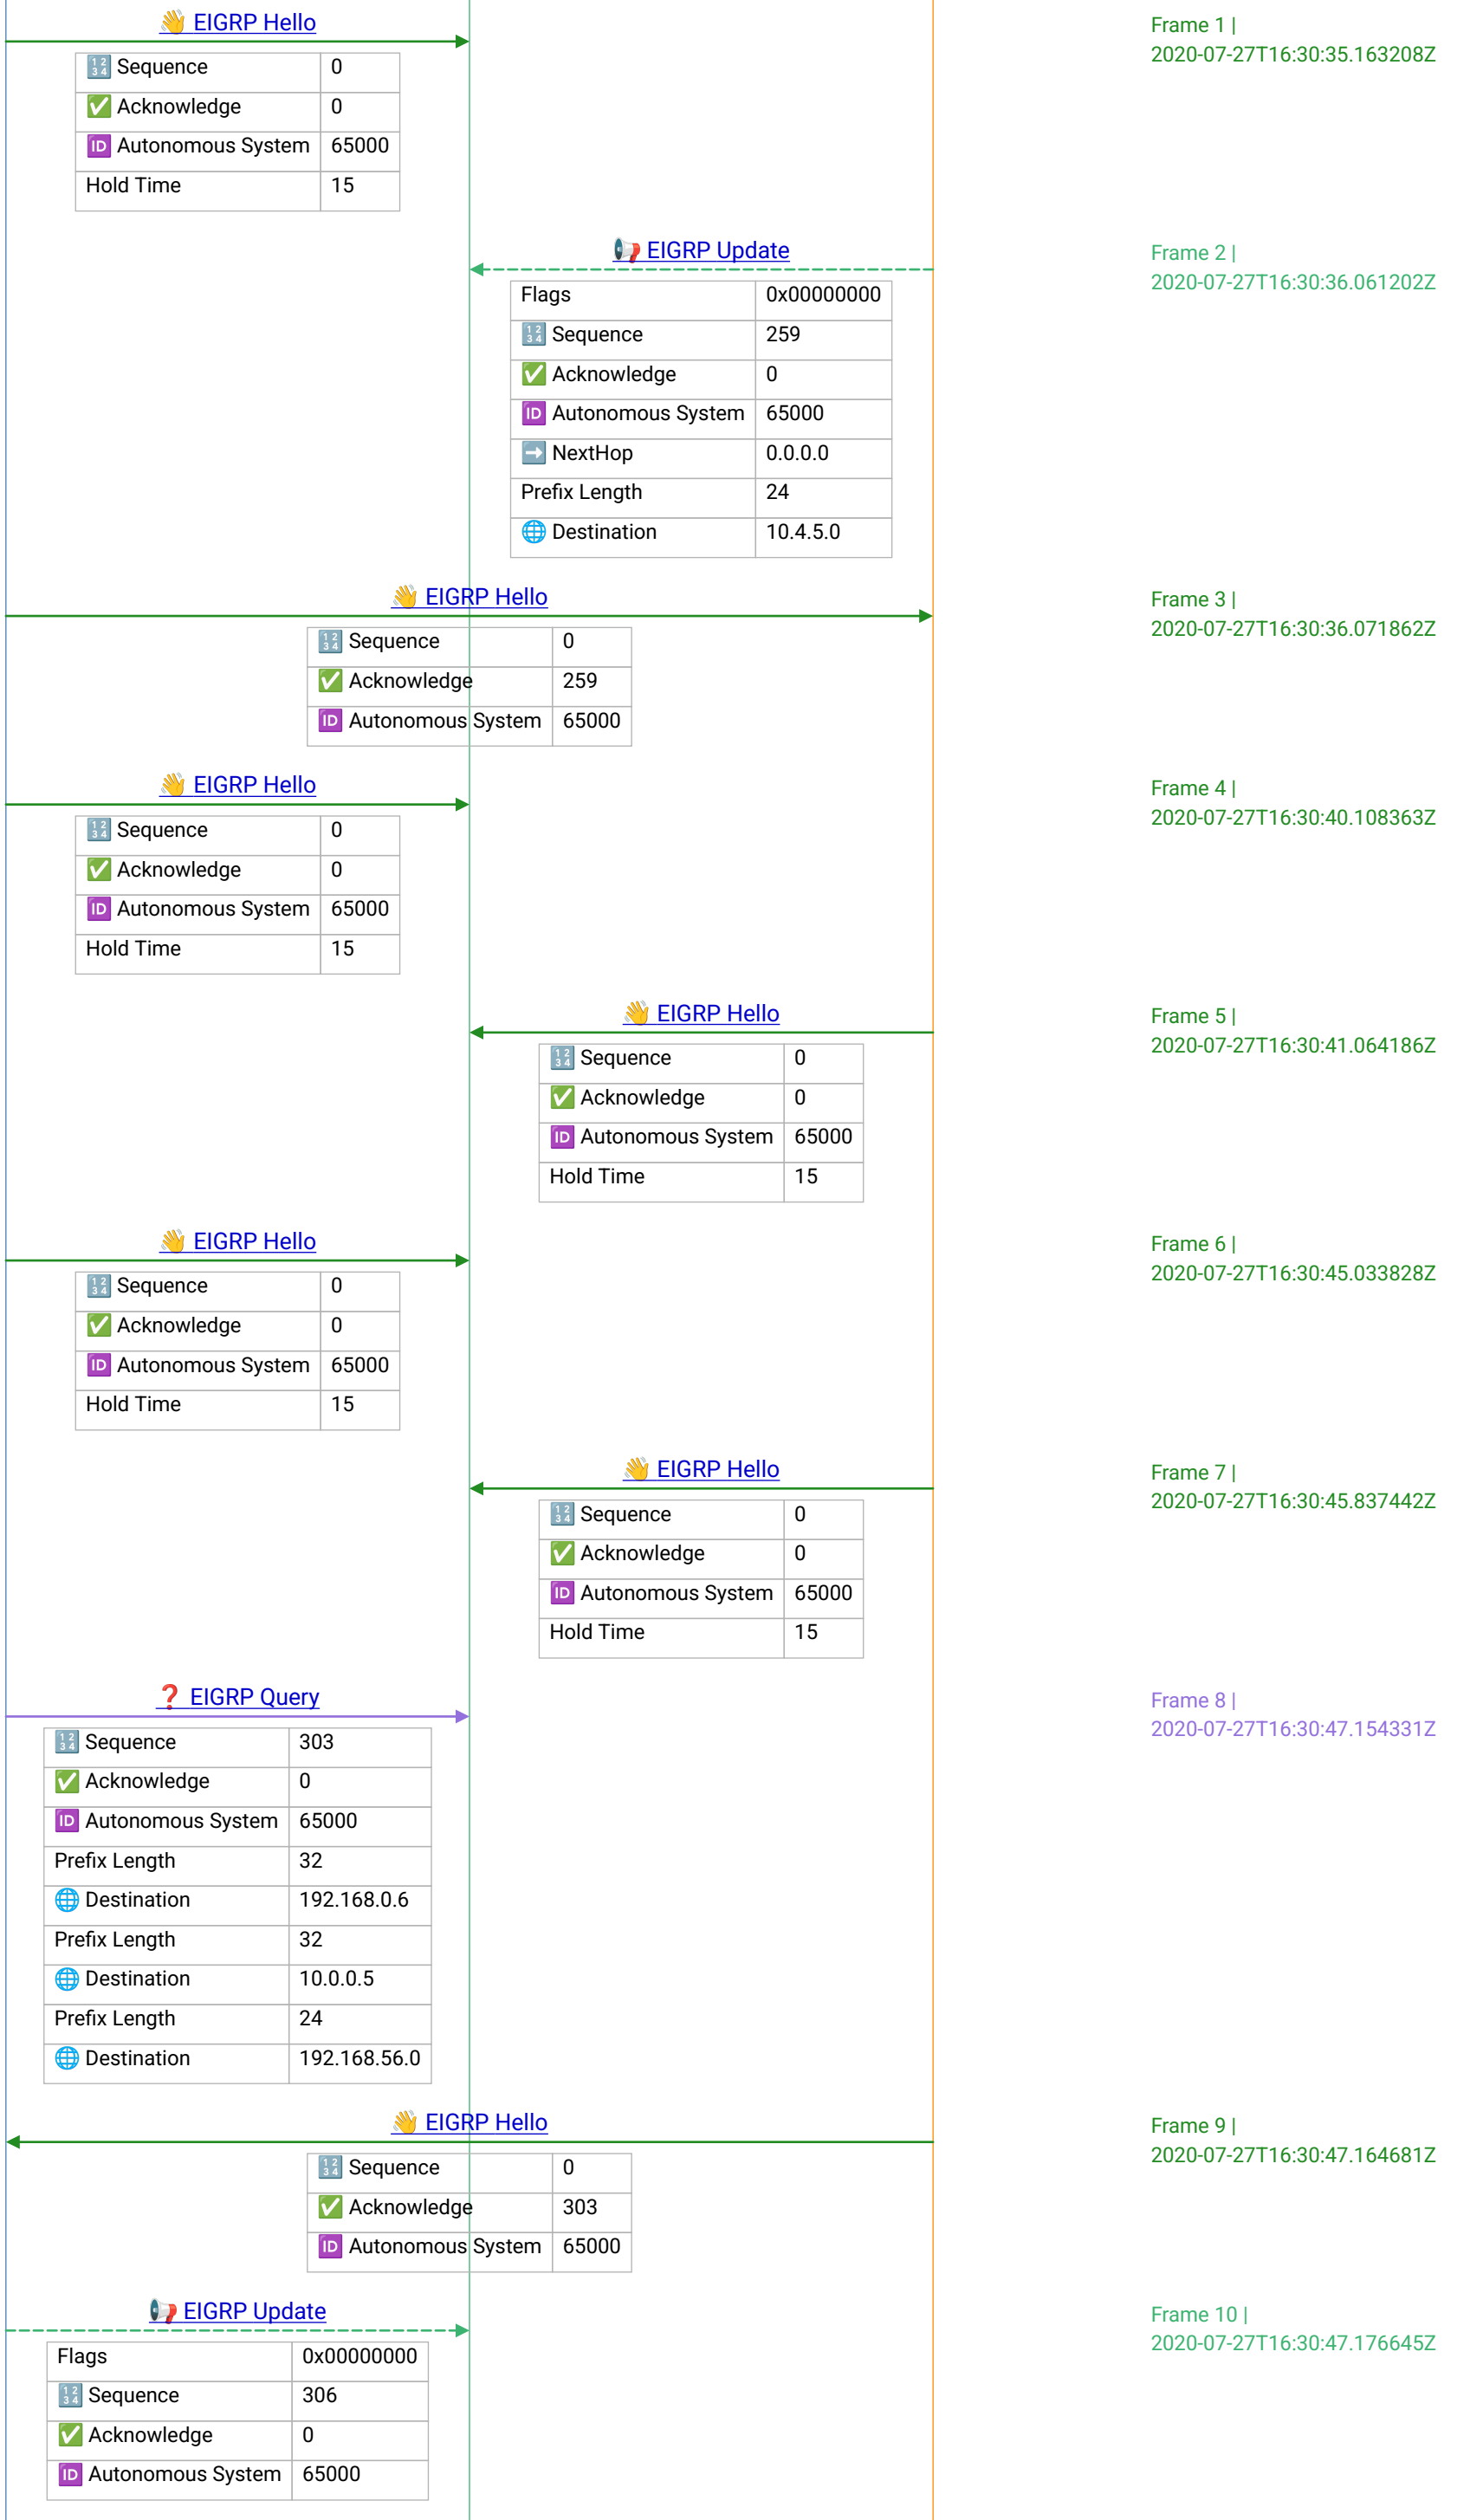 👋 EIGRP Hello
Frame 1 |
2020-07-27T16:30:35.163208Z
🔢 Sequence 0
✅ Acknowledge 0
🆔 Autonomous System 65000
Hold Time 15
📢 EIGRP Update
Frame 2 |
2020-07-27T16:30:36.061202Z
Flags 0x00000000
🔢 Sequence 259
✅ Acknowledge 0
🆔 Autonomous System 65000
➡️ NextHop 0.0.0.0
Prefix Length 24
🌐 Destination 10.4.5.0
👋 EIGRP Hello
Frame 3 |
2020-07-27T16:30:36.071862Z
🔢 Sequence 0
✅ Acknowledge 259
🆔 Autonomous System 65000
👋 EIGRP Hello
Frame 4 |
2020-07-27T16:30:40.108363Z
🔢 Sequence 0
✅ Acknowledge 0
🆔 Autonomous System 65000
Hold Time 15
👋 EIGRP Hello
Frame 5 |
2020-07-27T16:30:41.064186Z
🔢 Sequence 0
✅ Acknowledge 0
🆔 Autonomous System 65000
Hold Time 15
👋 EIGRP Hello
Frame 6 |
2020-07-27T16:30:45.033828Z
🔢 Sequence 0
✅ Acknowledge 0
🆔 Autonomous System 65000
Hold Time 15
👋 EIGRP Hello
Frame 7 |
2020-07-27T16:30:45.837442Z
🔢 Sequence 0
✅ Acknowledge 0
🆔 Autonomous System 65000
Hold Time 15
❓ EIGRP Query
Frame 8 |
2020-07-27T16:30:47.154331Z
🔢 Sequence 303
✅ Acknowledge 0
🆔 Autonomous System 65000
Prefix Length 32
🌐 Destination 192.168.0.6
Prefix Length 32
🌐 Destination 10.0.0.5
Prefix Length 24
🌐 Destination 192.168.56.0
👋 EIGRP Hello
Frame 9 |
2020-07-27T16:30:47.164681Z
🔢 Sequence 0
✅ Acknowledge 303
🆔 Autonomous System 65000
📢 EIGRP Update
Frame 10 |
2020-07-27T16:30:47.176645Z
Flags 0x00000000
🔢 Sequence 306
✅ Acknowledge 0
🆔 Autonomous System 65000